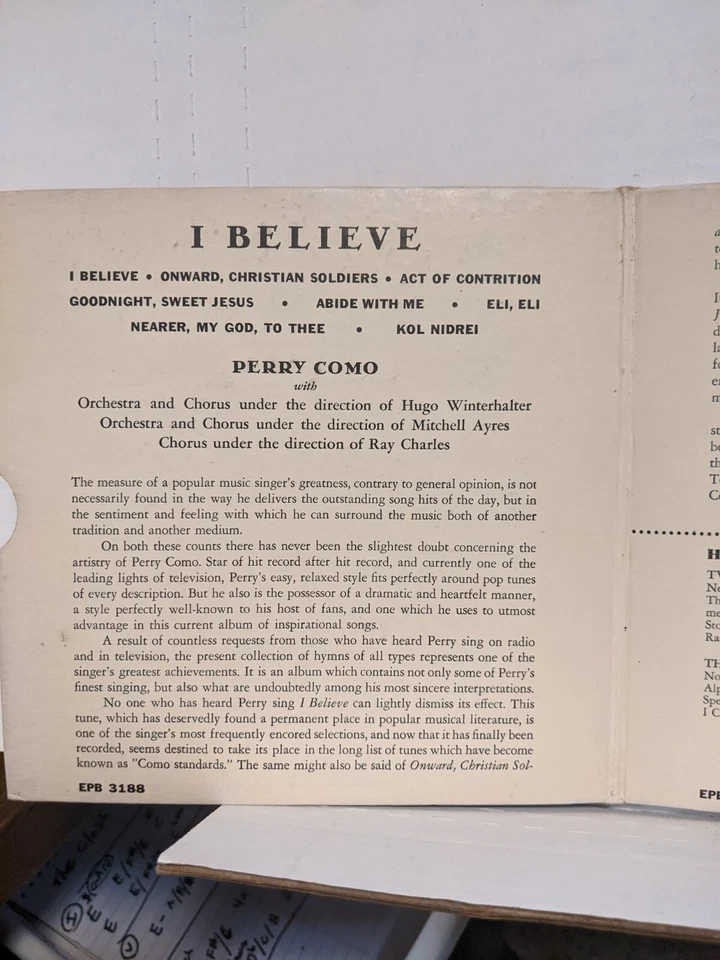 I BELIEVE
I BELIEVE • ONWARD, CHRISTIAN SOLDIERS • ACT OF CONTRITION
GOODNIGHT, SWEET JESUS • ABIDE WITH ME • ELI, ELI
NEARER, MY GOD, TO THEE • KOL NIDREI
PERRY COMO
with
Orchestra and Chorus under the direction of Hugo Winterhalter
Orchestra and Chorus under the direction of Mitchell Ayres
Chorus under the direction of Ray Charles
The measure of a popular music singer's greatness, contrary to general opinion, is not
necessarily found in the way he delivers the outstanding song hits of the day, but in
the sentiment and feeling with which he can surround the music both of another
tradition and another medium.
On both these counts there has never been the slightest doubt concerning the
artistry of Perry Como. Star of hit record after hit record, and currently one of the
leading lights of television, Perry's easy, relaxed style fits perfectly around pop tunes
of every description. But he also is the possessor of a dramatic and heartfelt manner,
a style perfectly well-known to his host of fans, and one which he uses to utmost
advantage in this current album of inspirational songs.
A result of countless requests from those who have heard Perry sing on radio
and in television, the present collection of hymns of all types represents one of the
singer's greatest achievements. It is an album which contains not only some of Perry's
finest singing, but also what are undoubtedly among his most sincere interpretations.
No one who has heard Perry sing I Believe can lightly dismiss its effect. This
tune, which has deservedly found a permanent place in popular musical literature, is
one of the singer's most frequently encored selections, and now that it has finally been
recorded, seems destined to take its place in the long list of tunes which have become
known as "Como standards." The same might also be said of Onward, Christian Sol-
EPB 3188
The Clash